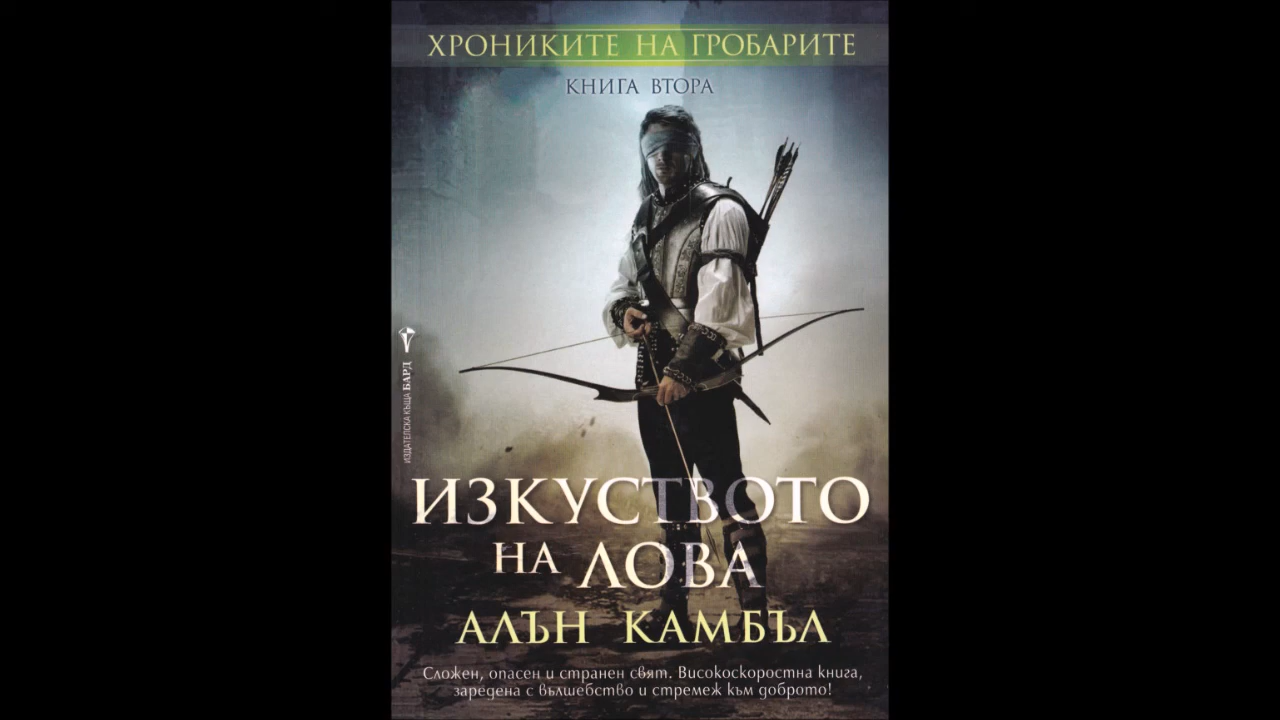 ХРОНИКИТЕ НА ГРОБАРИТЕ
КНИГА ВТОРА
ИЗДАТЕЛСКА КЪЩА БАРД
ИЗКУСТВОТО
НА ЛОВА
АЛЪН КАМБЪЛ
Сложен, опасен и странен свят. Високоскоростна книга,
заредена с вълшебство и стремеж към доброто!